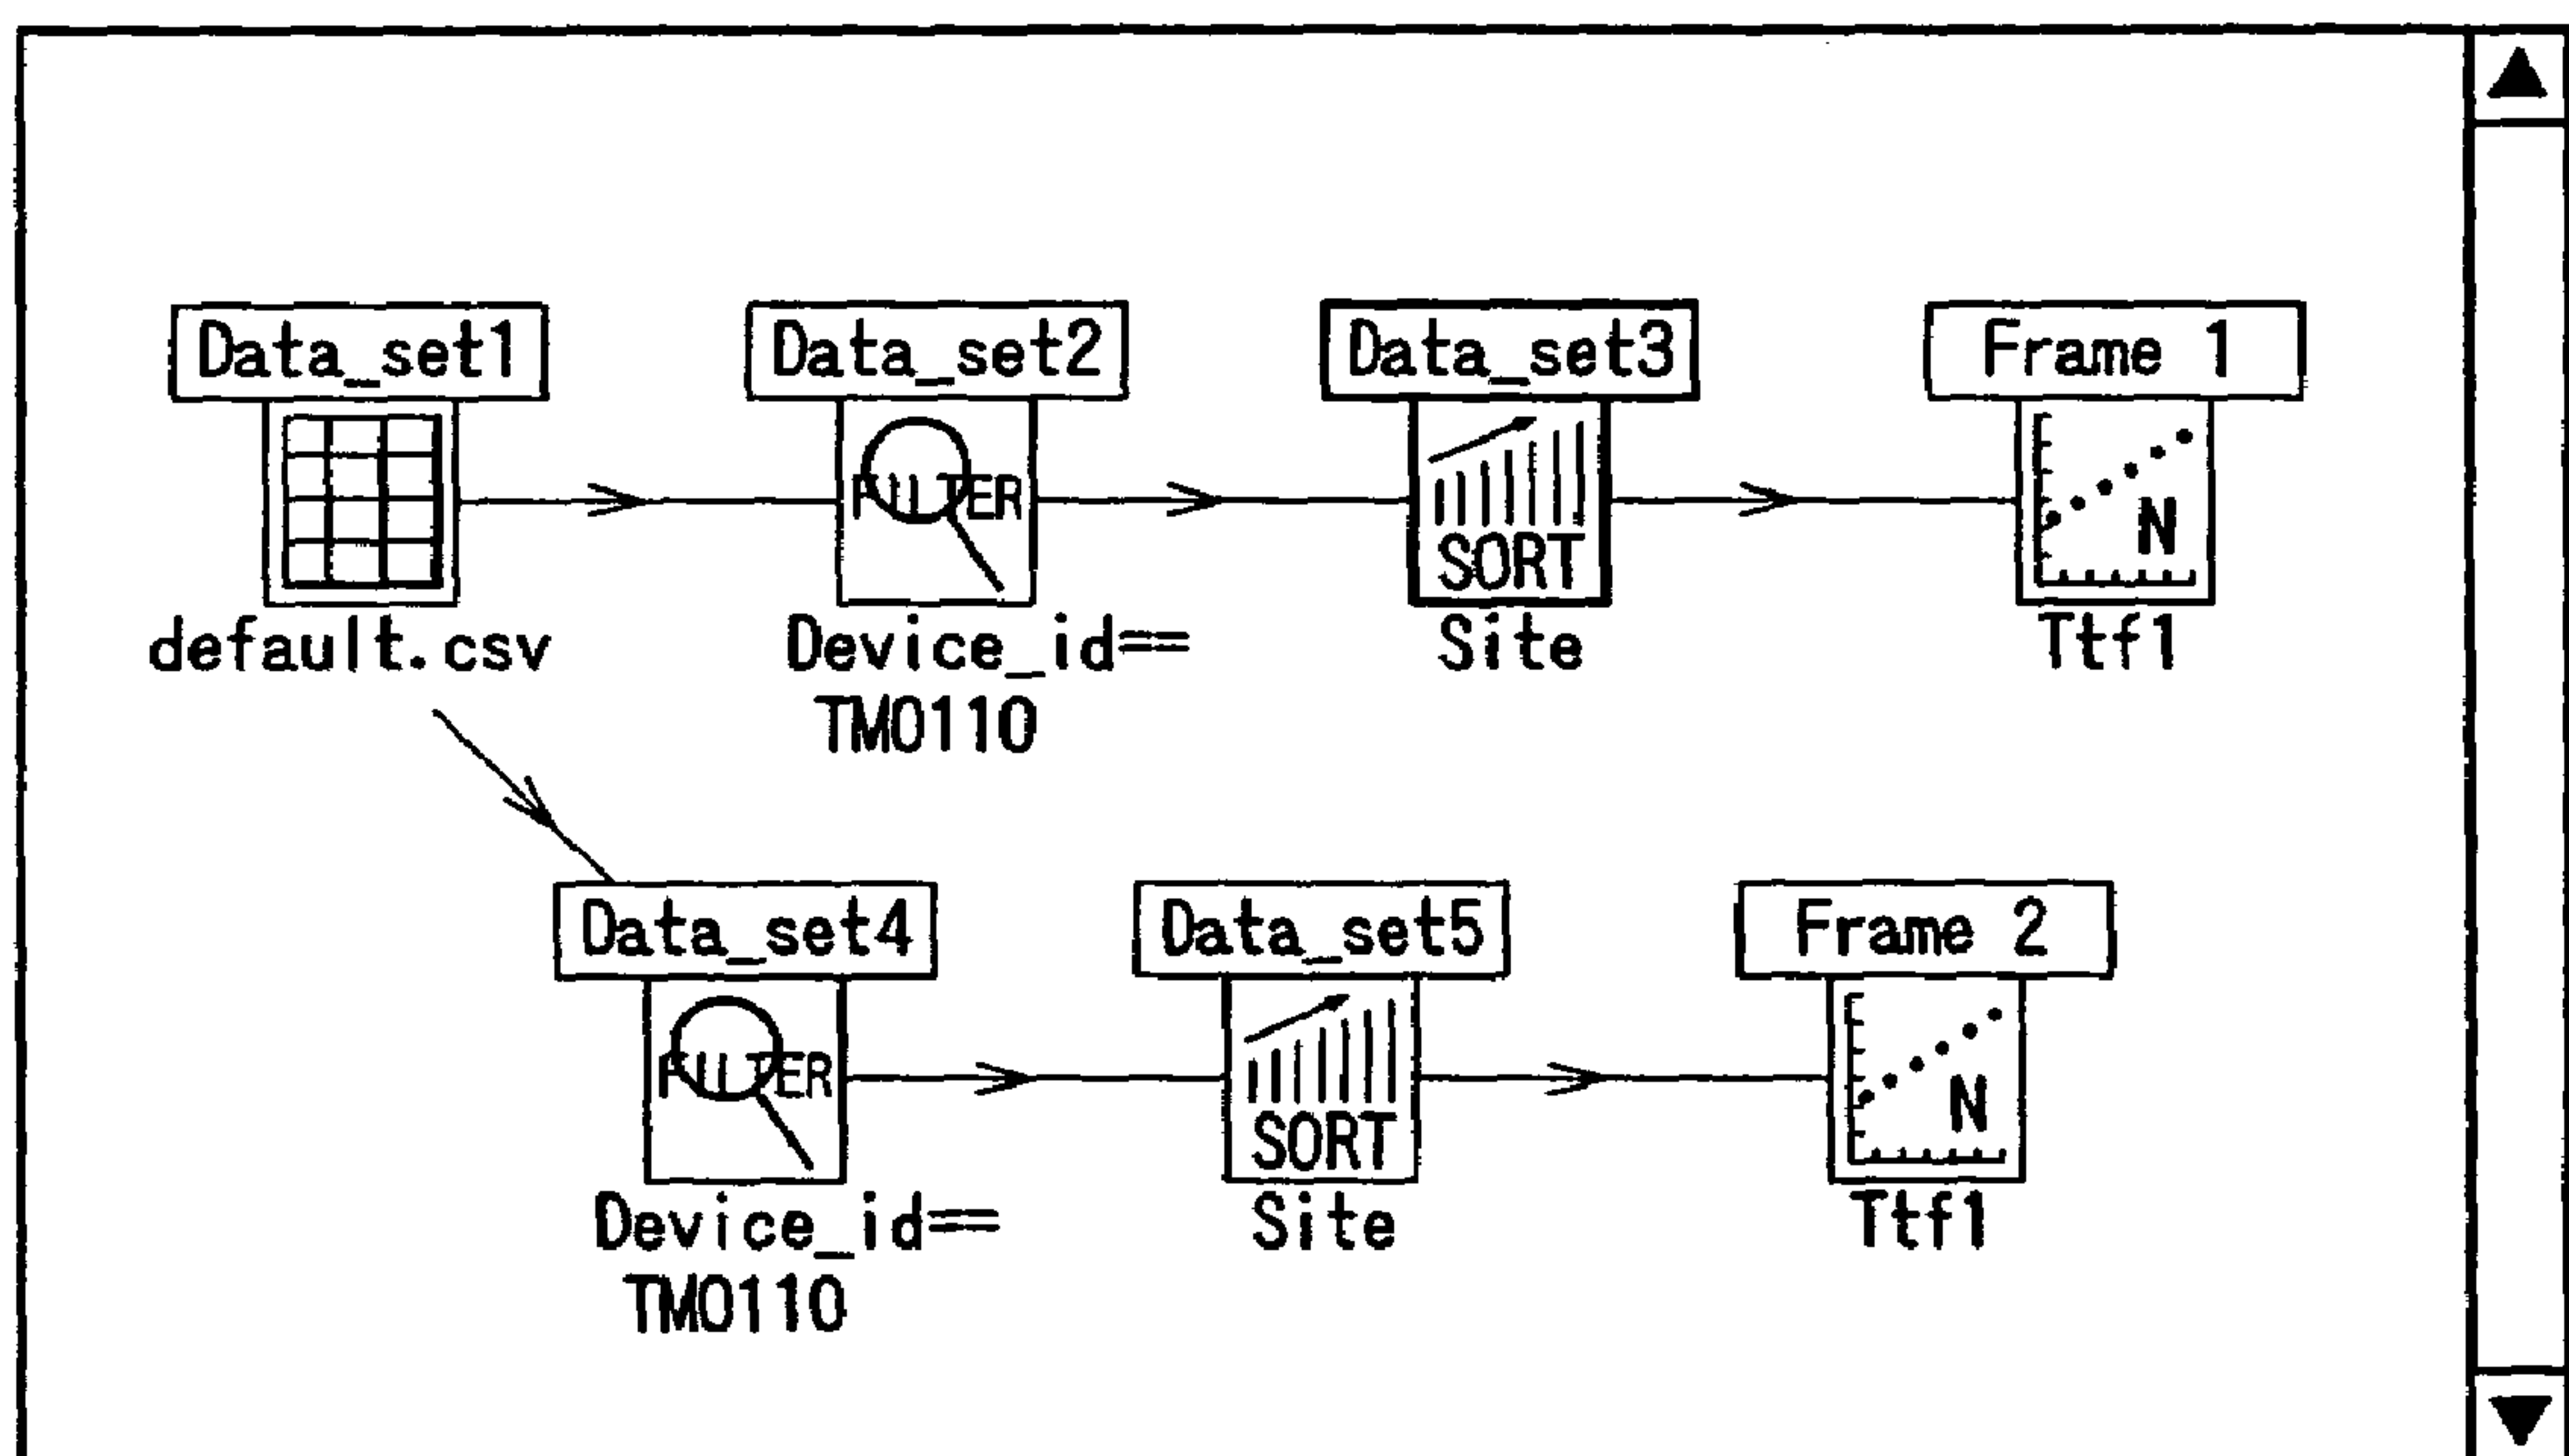 Data_set1 Data_set2 Data_set3 Frame 1
FILTER
N
SORT
default.csv Device_id== Site Ttf1
TM0110
Data_set4 Data_set5 Frame 2
FILTER
N
SORT
Device_id== Site Ttf1
TM0110